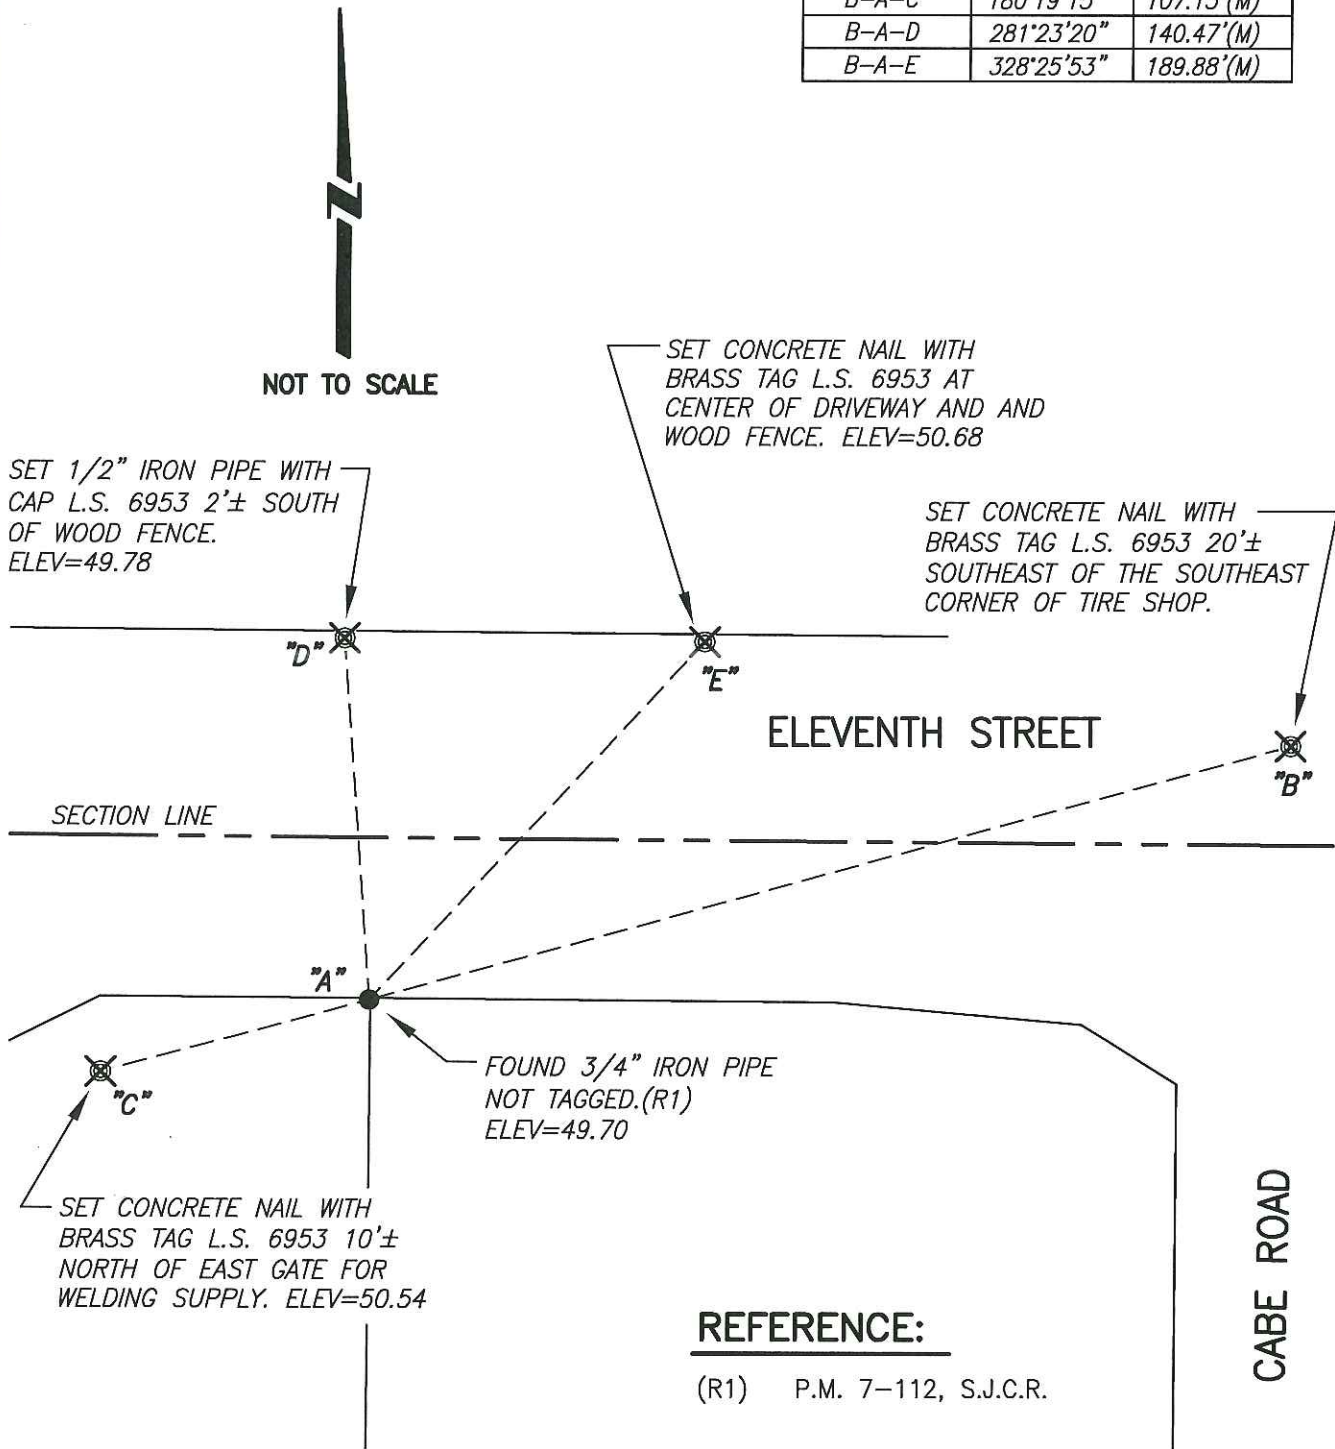 B-A-C 180°19'15" 107.15'(M)
B-A-D 281°23'20" 140.47'(M)
B-A-E 328°25'53" 189.88'(M)
NOT TO SCALE
SET CONCRETE NAIL WITH
BRASS TAG L.S. 6953 AT
CENTER OF DRIVEWAY AND AND
WOOD FENCE. ELEV=50.68
SET 1/2" IRON PIPE WITH
CAP L.S. 6953 2'± SOUTH
OF WOOD FENCE.
ELEV=49.78
SET CONCRETE NAIL WITH
BRASS TAG L.S. 6953 20'±
SOUTHEAST OF THE SOUTHEAST
CORNER OF TIRE SHOP.
"D"
"E"
ELEVENTH STREET
"B"
SECTION LINE
"A"
FOUND 3/4" IRON PIPE
NOT TAGGED.(R1)
ELEV=49.70
"C"
SET CONCRETE NAIL WITH
BRASS TAG L.S. 6953 10'±
NORTH OF EAST GATE FOR
WELDING SUPPLY. ELEV=50.54
CABE ROAD
REFERENCE:
(R1) P.M. 7-112, S.J.C.R.